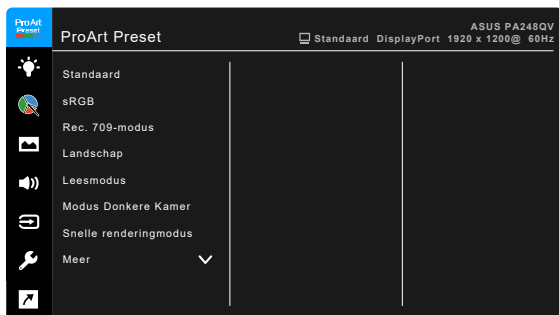 ProArt
Preset
ProArt Preset
ASUS PA248QV
Standaard DisplayPort 1920 x 1200@ 60Hz
Standaard
sRGB
Rec. 709-modus
Landschap
Leesmodus
Modus Donkere Kamer
Snelle renderingmodus
Meer